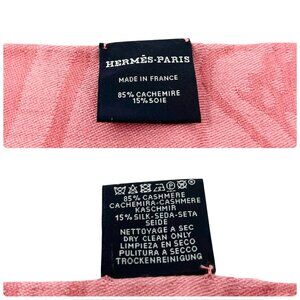 HERMÈS-PARIS
MADE IN FRANCE
85% CACHEMIRE
15% SOIE
85% CASHMERE
CACHEMIRA-CASHMERE
KASCHMIR
15% SILK-SEDA-SETA
SEIDE
NETTOYAGE A SEC
DRY CLEAN ONLY
LIMPIEZA EN SECO
PULITURA A SECCO
TROCKENREINIGUNG